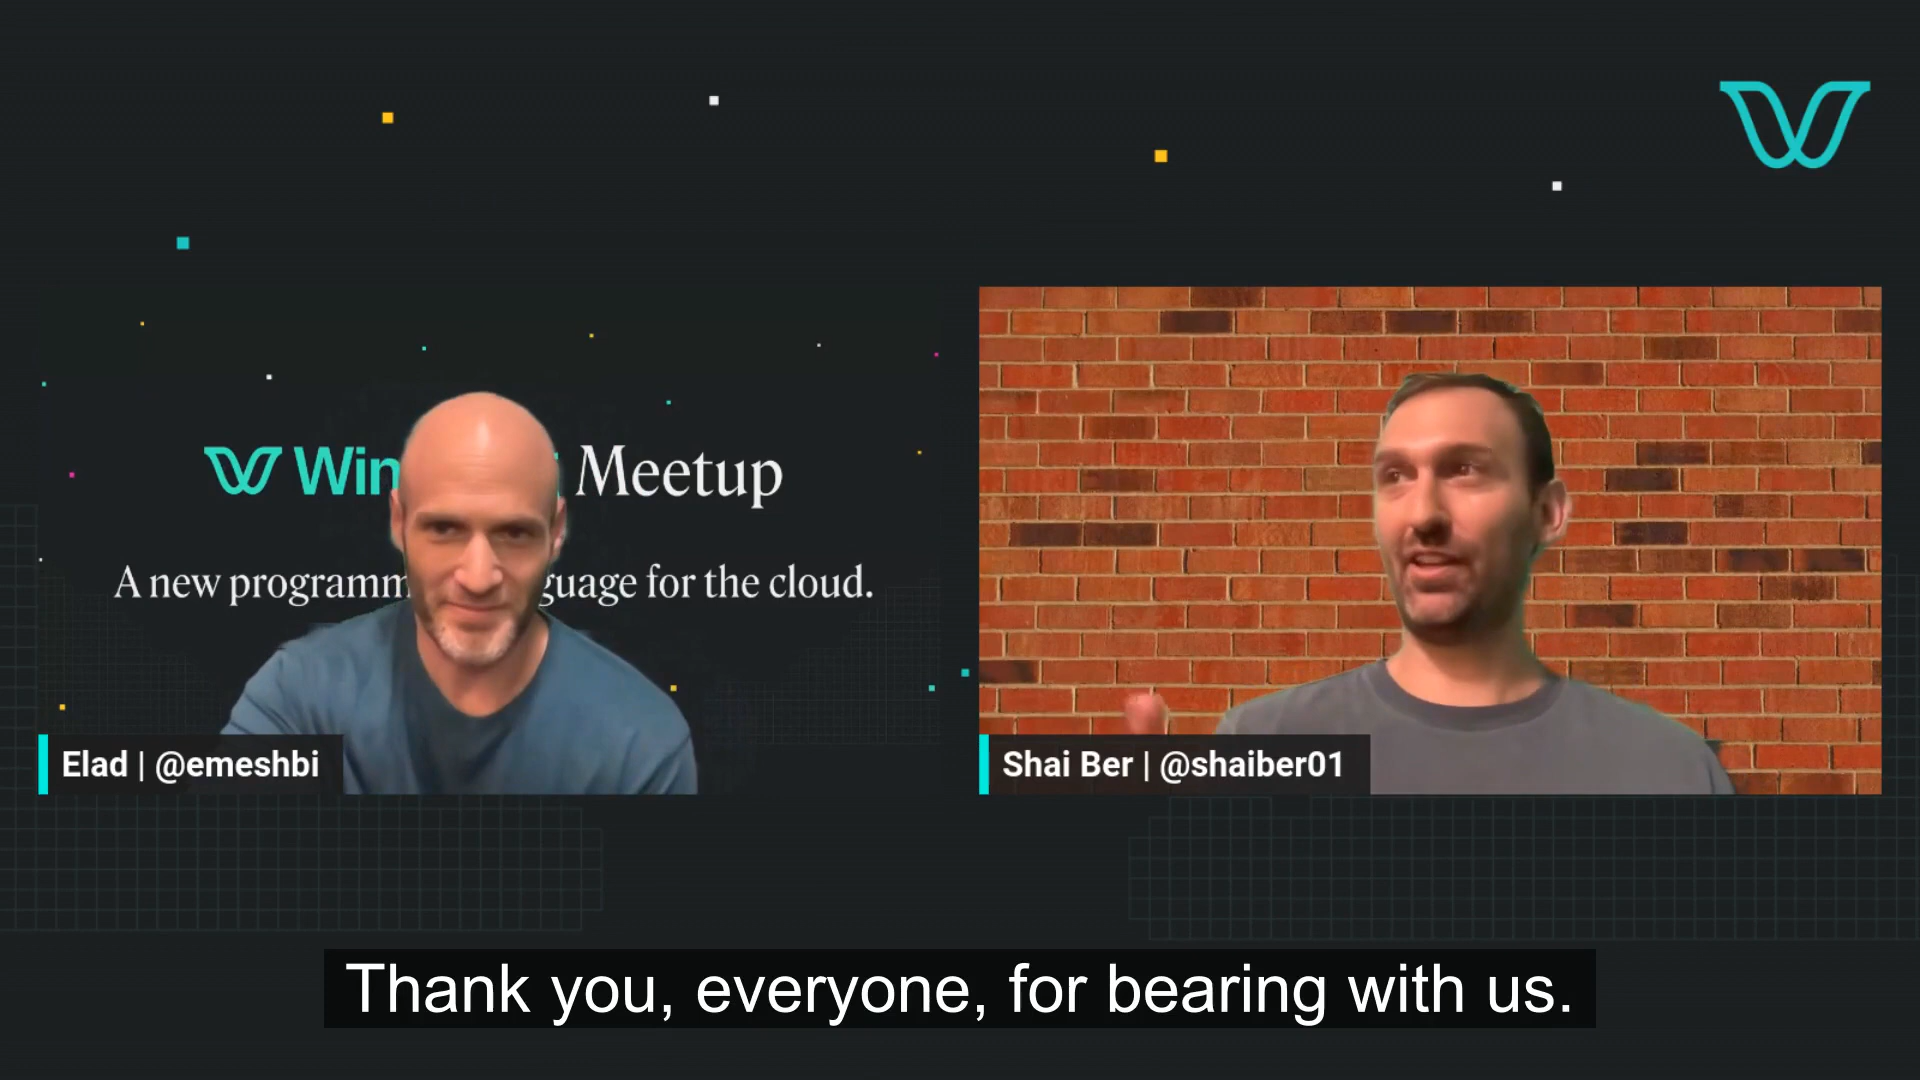 Win Meetup
A new programm guage for the cloud.
Elad | @emeshbi
Shai Ber | @shaiber01
Thank you, everyone, for bearing with us.